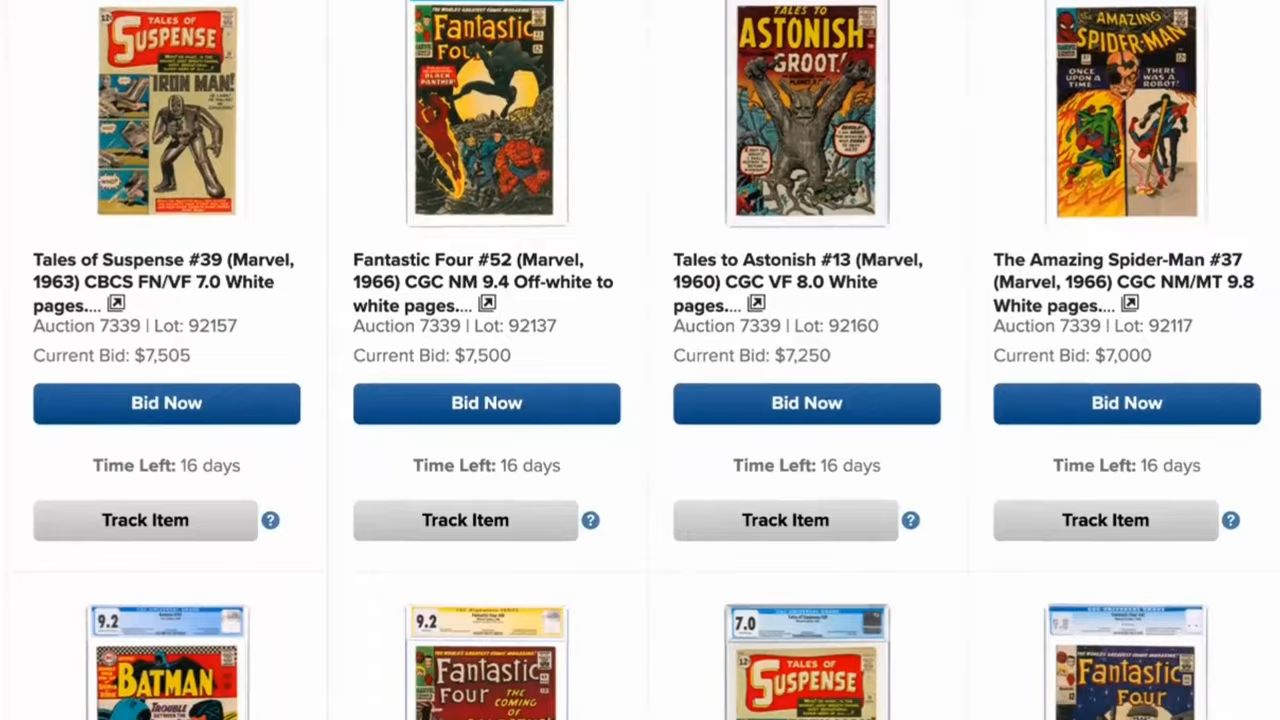 TALES OF
SUSPENSE
IRON MAN!
Fantastic
Four
BLACK
PANTHER!
TALES TO
ASTONISH
GROOT!
AMAZING
SPIDER-MAN
ONCE
UPON A
TIME...
THERE
WAS A
ROBOT!
Tales of Suspense #39 (Marvel,
1963) CBCS FN/VF 7.0 White
pages....
Auction 7339 | Lot: 92157
Current Bid: $7,505
Bid Now
Time Left: 16 days
Track Item
?
Fantastic Four #52 (Marvel,
1966) CGC NM 9.4 Off-white to
white pages....
Auction 7339 | Lot: 92137
Current Bid: $7,500
Bid Now
Time Left: 16 days
Track Item
?
Tales to Astonish #13 (Marvel,
1960) CGC VF 8.0 White
pages....
Auction 7339 | Lot: 92160
Current Bid: $7,250
Bid Now
Time Left: 16 days
Track Item
?
The Amazing Spider-Man #37
(Marvel, 1966) CGC NM/MT 9.8
White pages....
Auction 7339 | Lot: 92117
Current Bid: $7,000
Bid Now
Time Left: 16 days
Track Item
?
9.2
BATMAN
TROUBLE
9.2
Fantastic
Four
THE
COMING
OF
7.0
TALES OF
SUSPENSE
9.8
Fantastic
Four